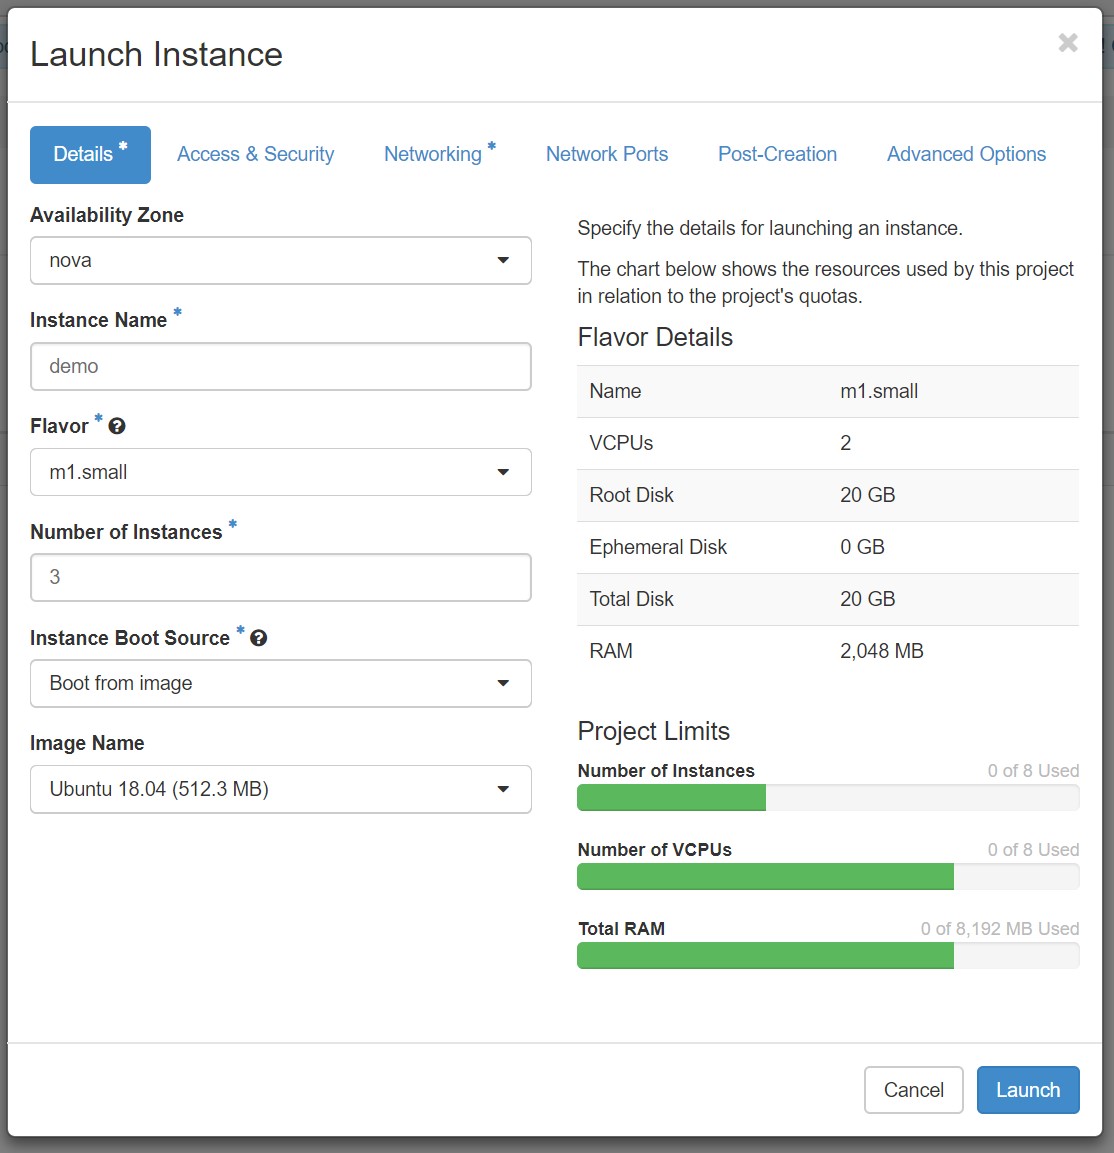 Launch Instance
×
Details *
Access & Security
Networking *
Network Ports
Post-Creation
Advanced Options
Availability Zone
nova
Instance Name *
demo
Flavor *
m1.small
Number of Instances *
3
Instance Boot Source *
Boot from image
Image Name
Ubuntu 18.04 (512.3 MB)
Specify the details for launching an instance.
The chart below shows the resources used by this project
in relation to the project's quotas.
Flavor Details
Name m1.small
VCPUs 2
Root Disk 20 GB
Ephemeral Disk 0 GB
Total Disk 20 GB
RAM 2,048 MB
Project Limits
Number of Instances 0 of 8 Used
Number of VCPUs 0 of 8 Used
Total RAM 0 of 8,192 MB Used
Cancel
Launch